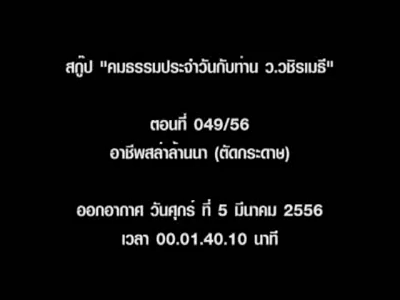 สกู๊ป "คมธรรมประจำวันกับท่าน ว.วชิรเมธี"
ตอนที่ 049/56
อาชีพสล่าล้านนา (ตัดกระดาษ)
ออกอากาศ วันศุกร์ ที่ 5 มีนาคม 2556
เวลา 00.01.40.10 นาที